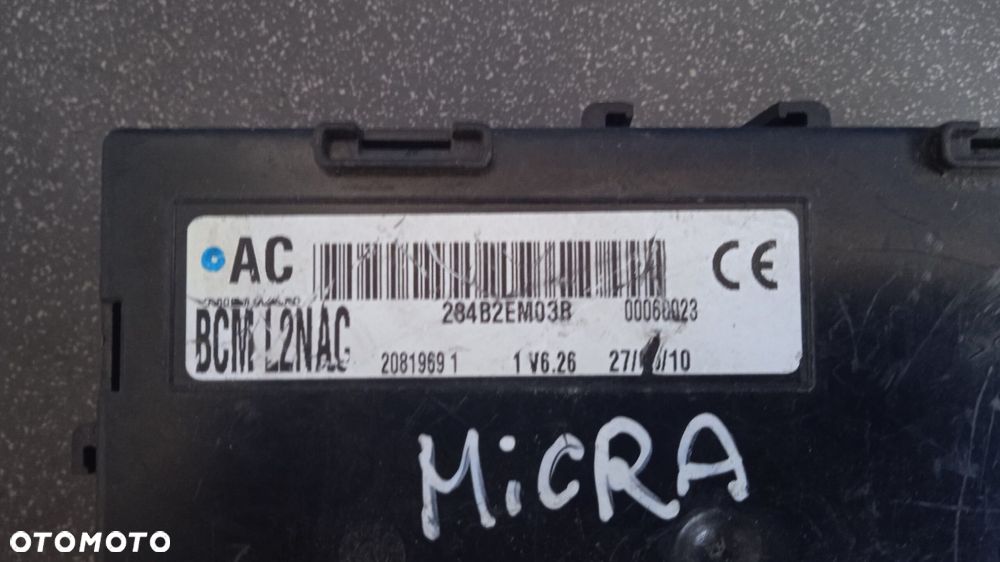 AC
CE
284B2EM03B 00060023
BCM L2NAC
2081969 1 1 V6.26
MiCRA
OTOMOTO